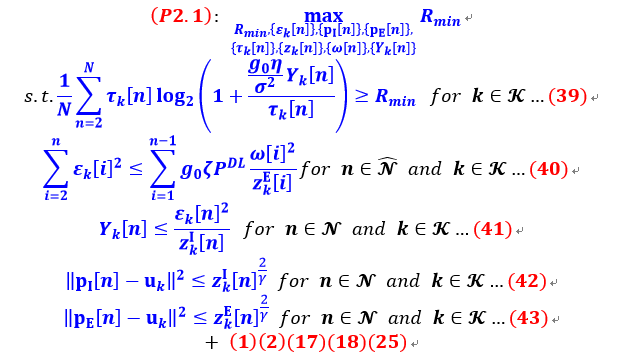 (P2.1): max R_min
R_min,{ε_k[n]},{p_I[n]},{p_E[n]},
{τ_k[n]},{z_k[n]},{ω[n]},{Y_k[n]}
s.t. 1/N ∑_{n=2}^{N} τ_k[n] log_2 (1 + (g_0η/σ^2 Y_k[n])/τ_k[n]) ≥ R_min for k ∈ 𝒦 … (39)
∑_{i=2}^{n} ε_k[i]^2 ≤ ∑_{i=1}^{n−1} g_0ζP^{DL} ω[i]^2/z_k^E[i] for n ∈ 𝒩̂ and k ∈ 𝒦 … (40)
Y_k[n] ≤ ε_k[n]^2/z_k^I[n] for n ∈ 𝒩 and k ∈ 𝒦 … (41)
‖p_I[n] − u_k‖^2 ≤ z_k^I[n]^{2/γ} for n ∈ 𝒩 and k ∈ 𝒦 … (42)
‖p_E[n] − u_k‖^2 ≤ z_k^E[n]^{2/γ} for n ∈ 𝒩 and k ∈ 𝒦 … (43)
+ (1)(2)(17)(18)(25)